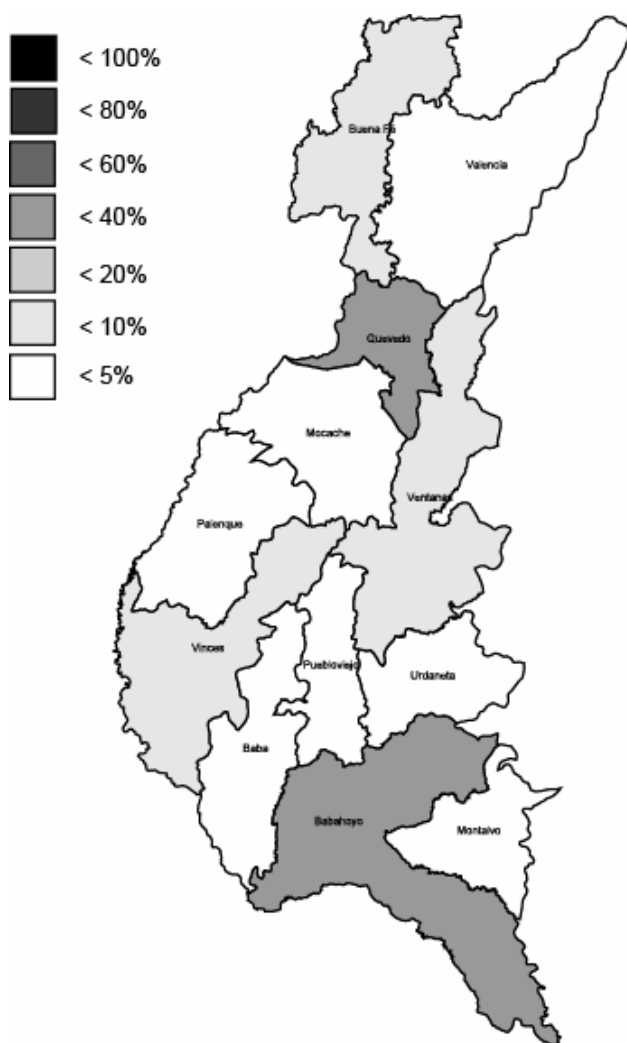 < 100%
< 80%
< 60%
< 40%
< 20%
< 10%
< 5%
Buena Fé
Valencia
Quevedo
Mocache
Ventanas
Palenque
Vinces
Puebloviejo
Urdaneta
Baba
Babahoyo
Montalvo